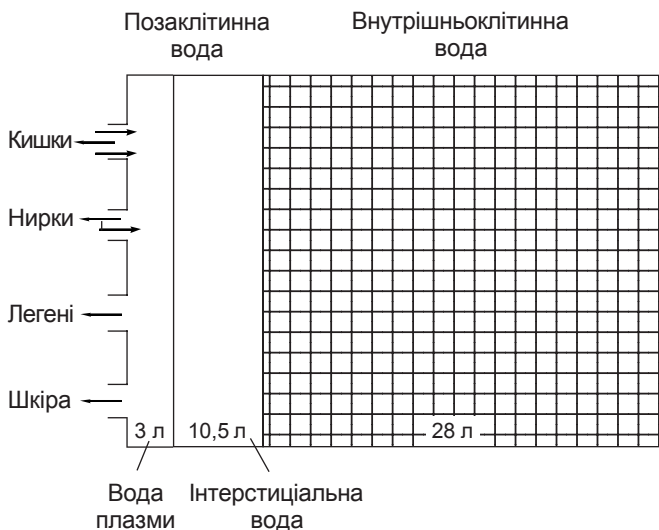 Позаклітинна
вода
Внутрішньоклітинна
вода
Кишки
Нирки
Легені
Шкіра
3 л
10,5 л
28 л
Вода
плазми
Інтерстиціальна
вода